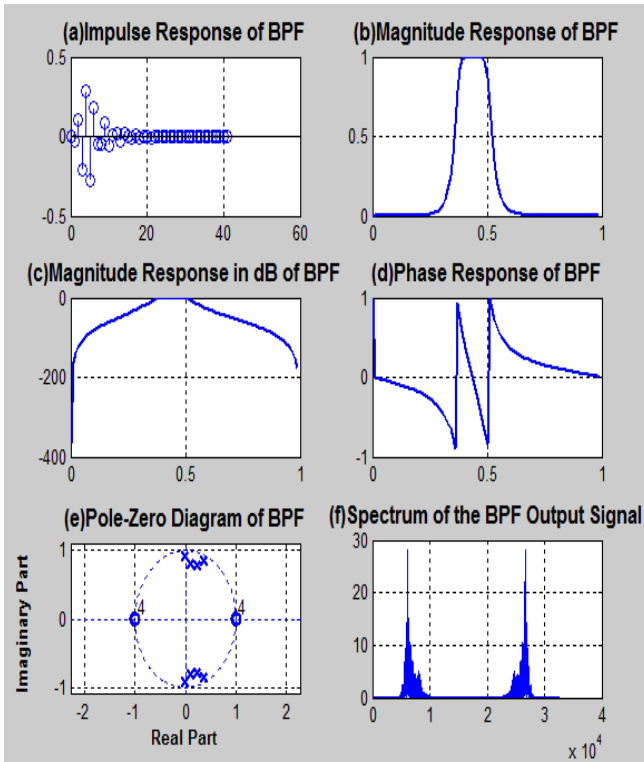 (a)Impulse Response of BPF
0.5
0
-0.5
0 20 40 60
(b)Magnitude Response of BPF
1
0.5
0
0 0.5 1
(c)Magnitude Response in dB of BPF
0
-200
-400
0 0.5 1
(d)Phase Response of BPF
1
0
-1
0 0.5 1
(e)Pole-Zero Diagram of BPF
Imaginary Part
1
0
-1
4 4
-2 -1 0 1 2
Real Part
(f)Spectrum of the BPF Output Signal
30
20
10
0
0 1 2 3 4
x 10^4